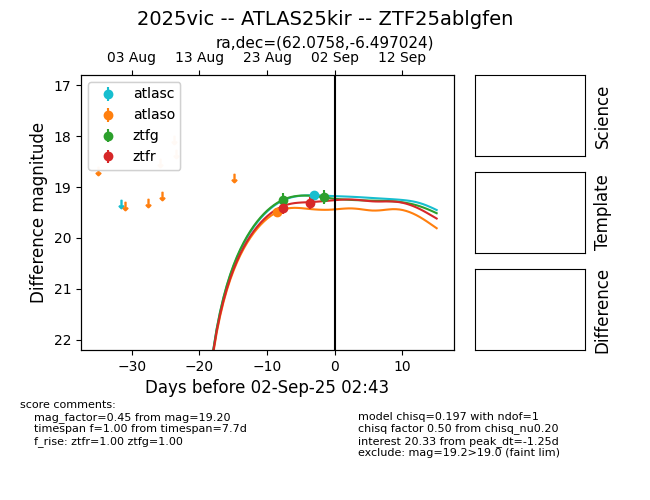 2025vic -- ATLAS25kir -- ZTF25ablgfen
ra,dec=(62.0758,-6.497024)
03 Aug 13 Aug 23 Aug 02 Sep 12 Sep
17
18
19
20
21
22
Difference magnitude
atlasc
atlaso
ztfg
ztfr
−30 −20 −10 0 10
Days before 02-Sep-25 02:43
Science
Template
Difference
score comments:
mag_factor=0.45 from mag=19.20
timespan f=1.00 from timespan=7.7d
f_rise: ztfr=1.00 ztfg=1.00
model chisq=0.197 with ndof=1
chisq factor 0.50 from chisq_nu0.20
interest 20.33 from peak_dt=-1.25d
exclude: mag=19.2>19.0 (faint lim)